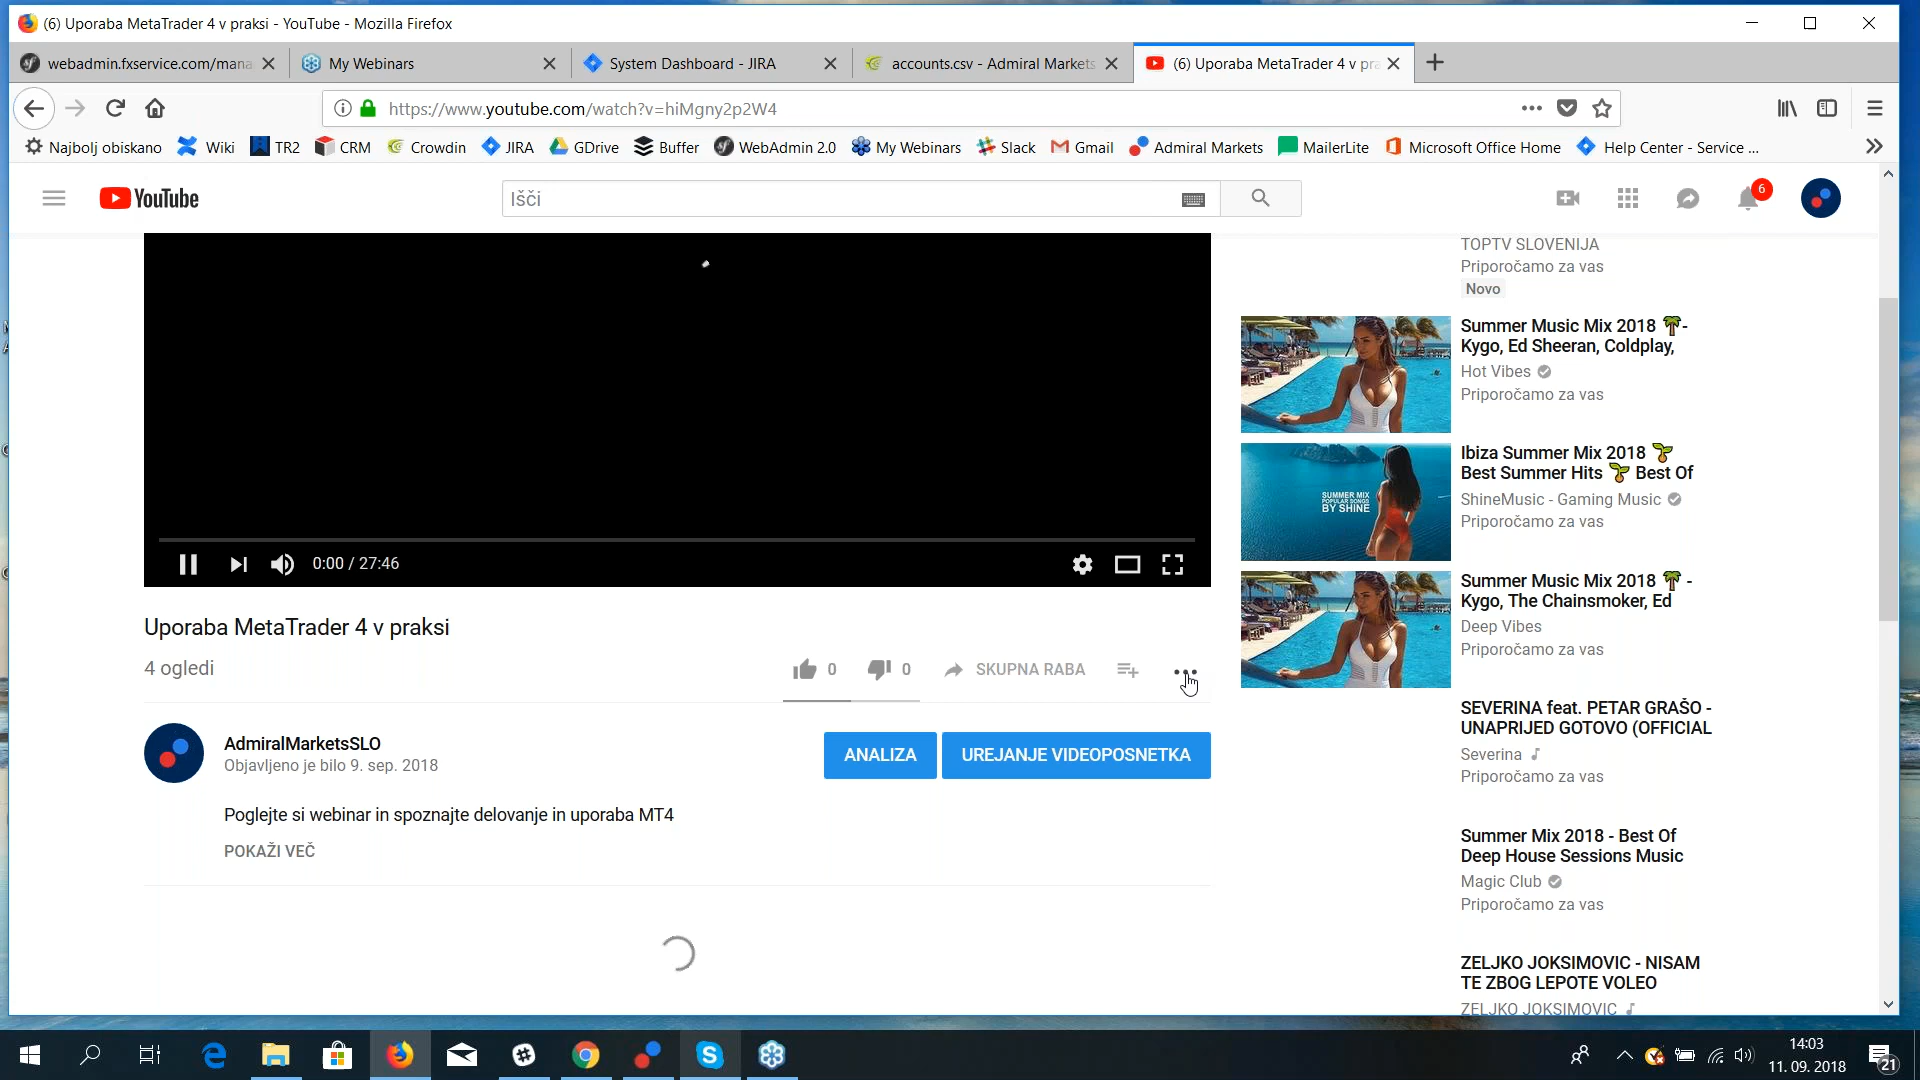 (6) Uporaba MetaTrader 4 v praksi - YouTube - Mozilla Firefox
webadmin.fxservice.com/mana
My Webinars
System Dashboard - JIRA
accounts.csv - Admiral Markets
(6) Uporaba MetaTrader 4 v pra
https://www.youtube.com/watch?v=hiMgny2p2W4
Najbolj obiskano
Wiki
TR2
CRM
Crowdin
JIRA
GDrive
Buffer
WebAdmin 2.0
My Webinars
Slack
Gmail
Admiral Markets
MailerLite
Microsoft Office Home
Help Center - Service ...
YouTube
Išči
6
TOPTV SLOVENIJA
Priporočamo za vas
Novo
Summer Music Mix 2018 🌴-
Kygo, Ed Sheeran, Coldplay,
Hot Vibes
Priporočamo za vas
SUMMER MIX
POPULAR SONGS
BY SHINE
Ibiza Summer Mix 2018 🌱
Best Summer Hits 🌱 Best Of
ShineMusic - Gaming Music
Priporočamo za vas
0:00 / 27:46
Summer Music Mix 2018 🌴 -
Kygo, The Chainsmoker, Ed
Deep Vibes
Priporočamo za vas
Uporaba MetaTrader 4 v praksi
4 ogledi
0
0
SKUPNA RABA
SEVERINA feat. PETAR GRAŠO -
UNAPRIJED GOTOVO (OFFICIAL
Severina
Priporočamo za vas
AdmiralMarketsSLO
Objavljeno je bilo 9. sep. 2018
ANALIZA
UREJANJE VIDEOPOSNETKA
Poglejte si webinar in spoznajte delovanje in uporaba MT4
POKAŽI VEČ
Summer Mix 2018 - Best Of
Deep House Sessions Music
Magic Club
Priporočamo za vas
ZELJKO JOKSIMOVIC - NISAM
TE ZBOG LEPOTE VOLEO
ZELJKO JOKSIMOVIC
14:03
11. 09. 2018
21